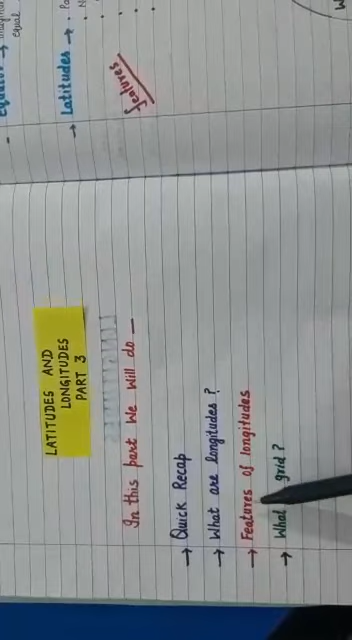 LATITUDES AND
LONGITUDES
PART 3
In this part We Will do —
→ Quick Recap
→ What are longitudes ?
→ Features of longitudes
→ What grid ?
→ Latitudes →
features
equal